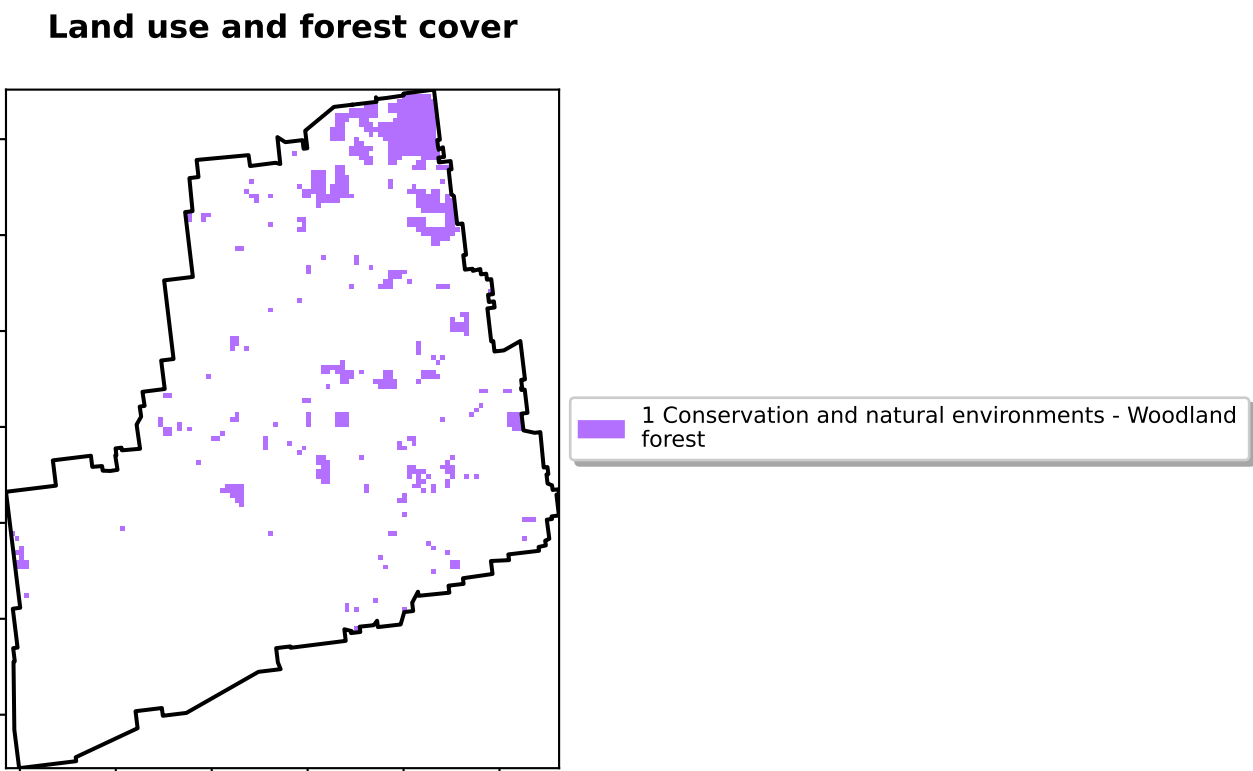 Land use and forest cover
1 Conservation and natural environments - Woodland
forest